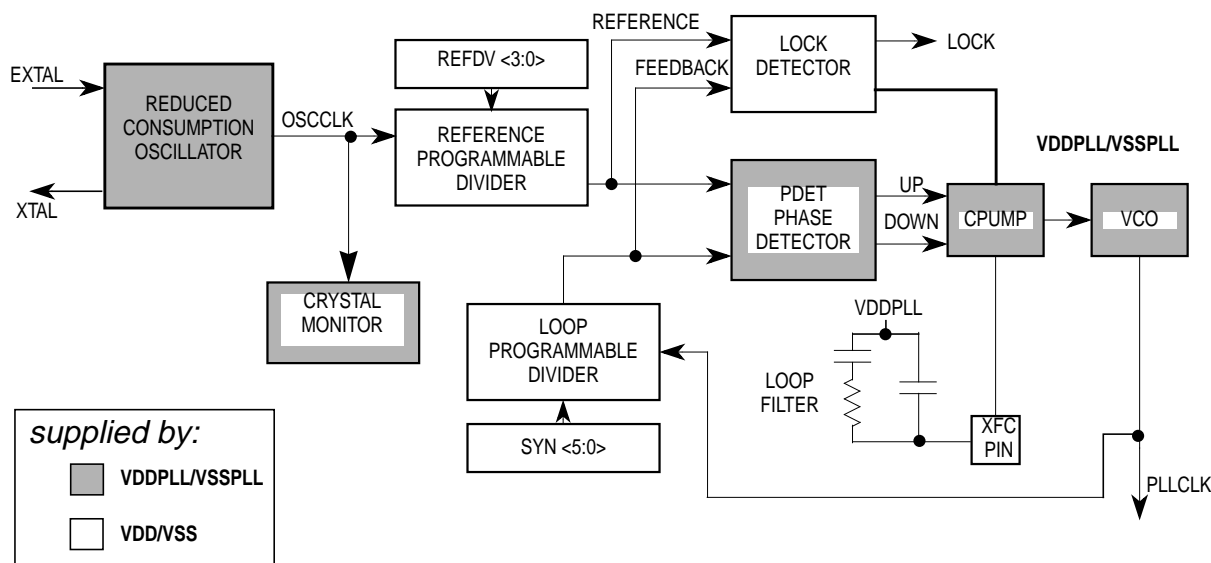 REFERENCE
LOCK
DETECTOR
LOCK
REFDV <3:0>
FEEDBACK
EXTAL
REDUCED
CONSUMPTION
OSCILLATOR
OSCCLK
REFERENCE
PROGRAMMABLE
DIVIDER
VDDPLL/VSSPLL
XTAL
PDET
PHASE
DETECTOR
UP
DOWN
CPUMP
VCO
CRYSTAL
MONITOR
LOOP
PROGRAMMABLE
DIVIDER
VDDPLL
LOOP
FILTER
XFC
PIN
SYN <5:0>
PLLCLK
supplied by:
VDDPLL/VSSPLL
VDD/VSS